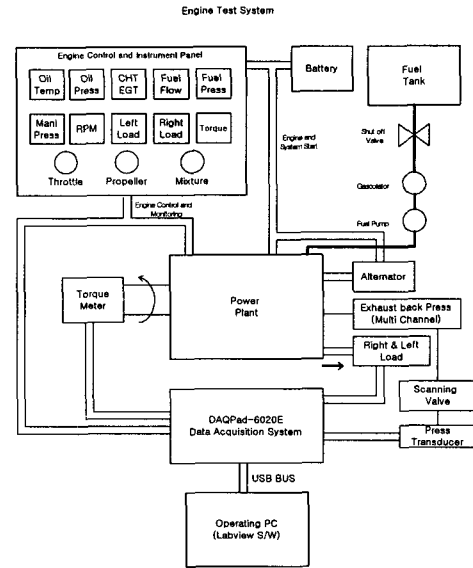 Engine Test System
Engine Control and Instrument Panel
Oil
Temp
Oil
Press
CHT
EGT
Fuel
Flow
Fuel
Press
Mani
Press
RPM
Left
Load
Right
Load
Torque
Throttle
Propeller
Mixture
Battery
Fuel
Tank
Engine and
System Start
Shut off
Valve
Gascolator
Fuel Pump
Engine Control and
Monitoring
Torque
Meter
Power
Plant
Alternator
Exhaust back Press
(Multi Channel)
Right & Left
Load
Scanning
Valve
Press
Transducer
DAQPad-6020E
Data Acquisition System
USB BUS
Operating PC
(Labview S/W)